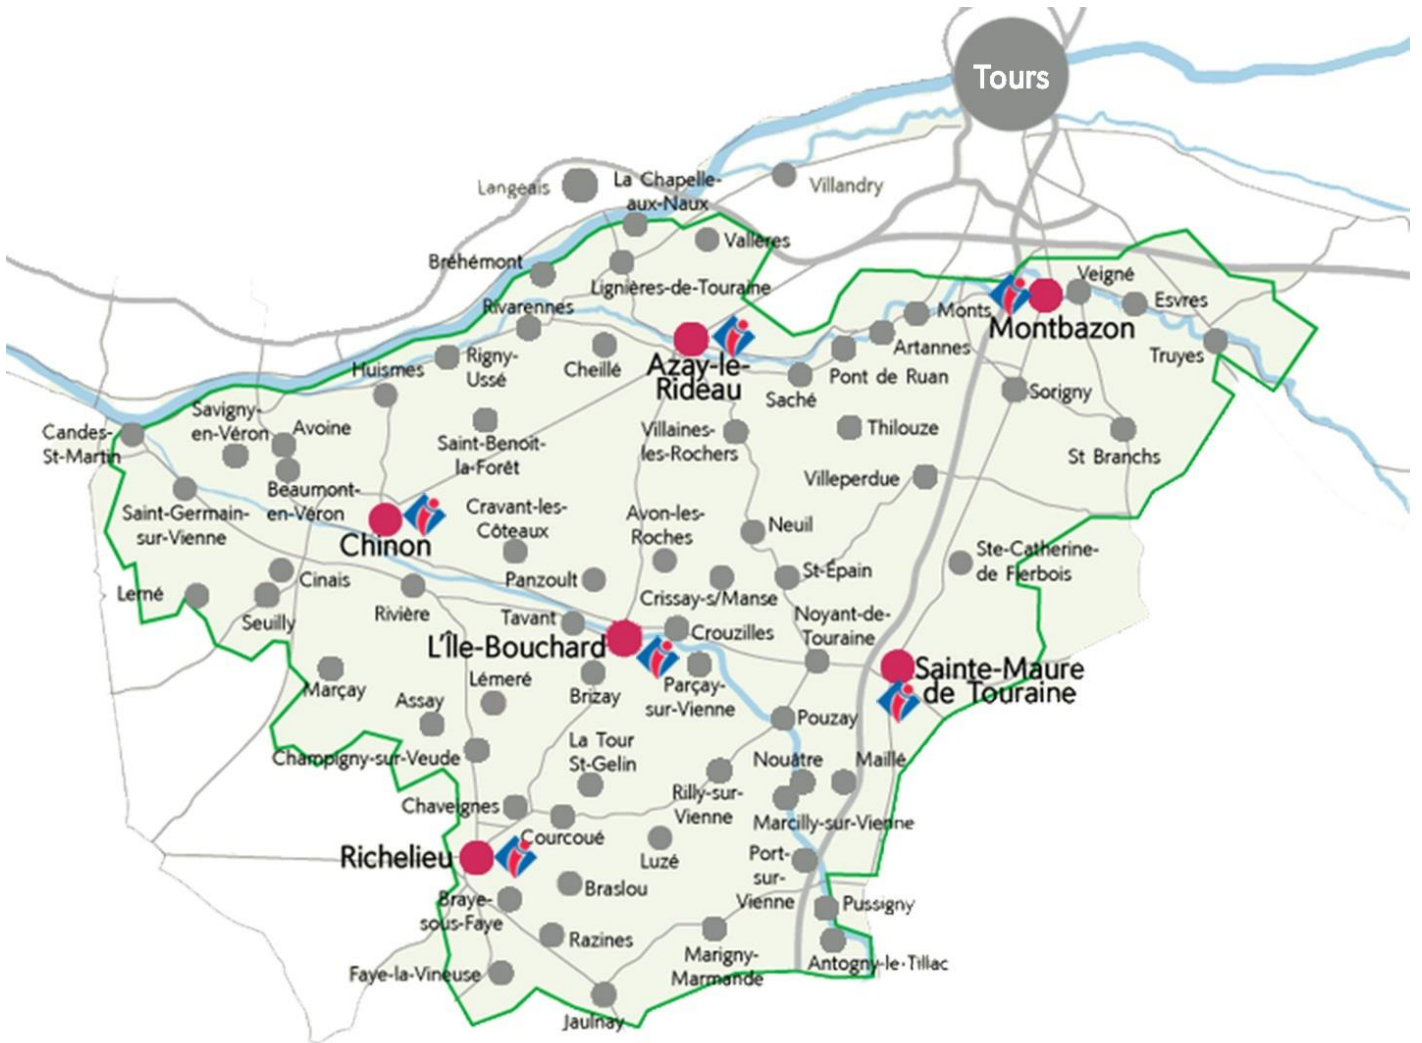 Tours
Langeais
La Chapelle-
aux-Naux
Villandry
Vallères
Bréhémont
Lignières-de-Touraine
Veigné
Esvres
Rivarennes
Monts
Montbazon
Artannes
Truyes
Huismes
Rigny-
Ussé
Cheillé
Azay-le-
Rideau
Pont de Ruan
Saché
Sorigny
Savigny-
en-Véron
Avoine
Candes-
St-Martin
Saint-Benoît-
la-Forêt
Villaines-
les-Rochers
Thilouze
St Branchs
Villeperdue
Beaumont-
en-Véron
Saint-Germain-
sur-Vienne
Chinon
Cravant-les-
Côteaux
Avon-les-
Roches
Neuil
Ste-Catherine-
de Fierbois
Cinais
Lerné
Seuilly
Rivière
Panzoult
Crissay-s/Manse
St-Épain
Tavant
Noyant-de-
Touraine
Crouzilles
L'Île-Bouchard
Sainte-Maure
de Touraine
Marçay
Lémeré
Brizay
Parçay-
sur-Vienne
Assay
Pouzay
Champigny-sur-Veude
La Tour
St-Gelin
Nouâtre
Maillé
Rilly-sur-
Vienne
Chaveignes
Marcilly-sur-Vienne
Courcoué
Richelieu
Luzé
Port-
sur-
Vienne
Braslou
Braye-
sous-Faye
Pussigny
Razines
Marigny-
Marmande
Antogny-le-Tillac
Faye-la-Vineuse
Jaulnay